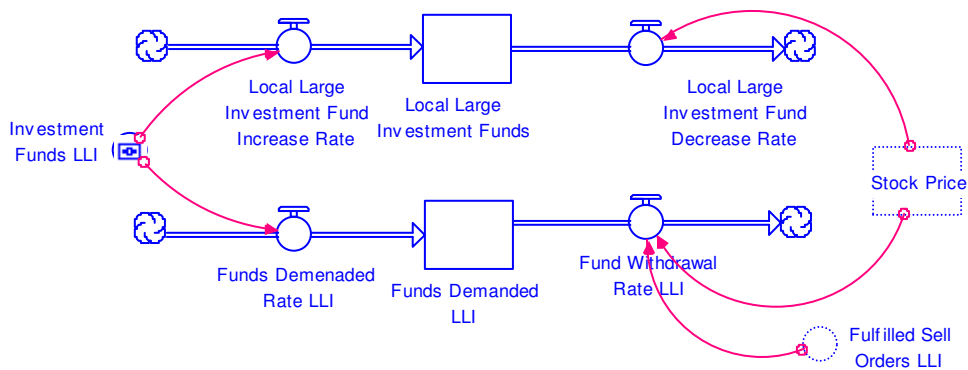 Local Large
Investment Fund
Increase Rate
Local Large
Investment Funds
Local Large
Investment Fund
Decrease Rate
Investment
Funds LLI
Stock Price
Funds Demenaded
Rate LLI
Funds Demanded
LLI
Fund Withdrawal
Rate LLI
Fulfilled Sell
Orders LLI